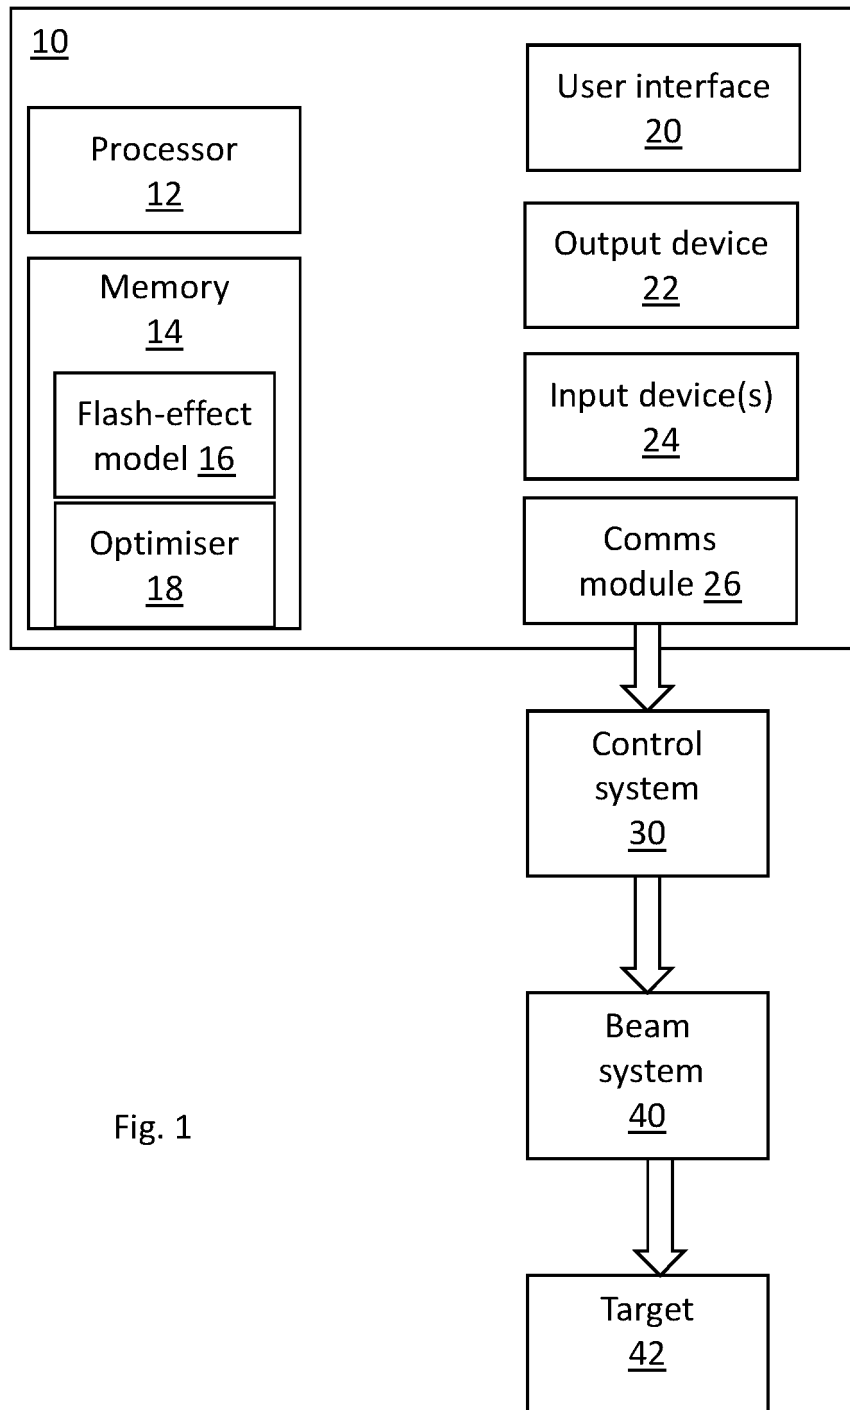 10
Processor
12
Memory
14
Flash-effect
model 16
Optimiser
18
User interface
20
Output device
22
Input device(s)
24
Comms
module 26
Control
system
30
Beam
system
40
Target
42
Fig. 1